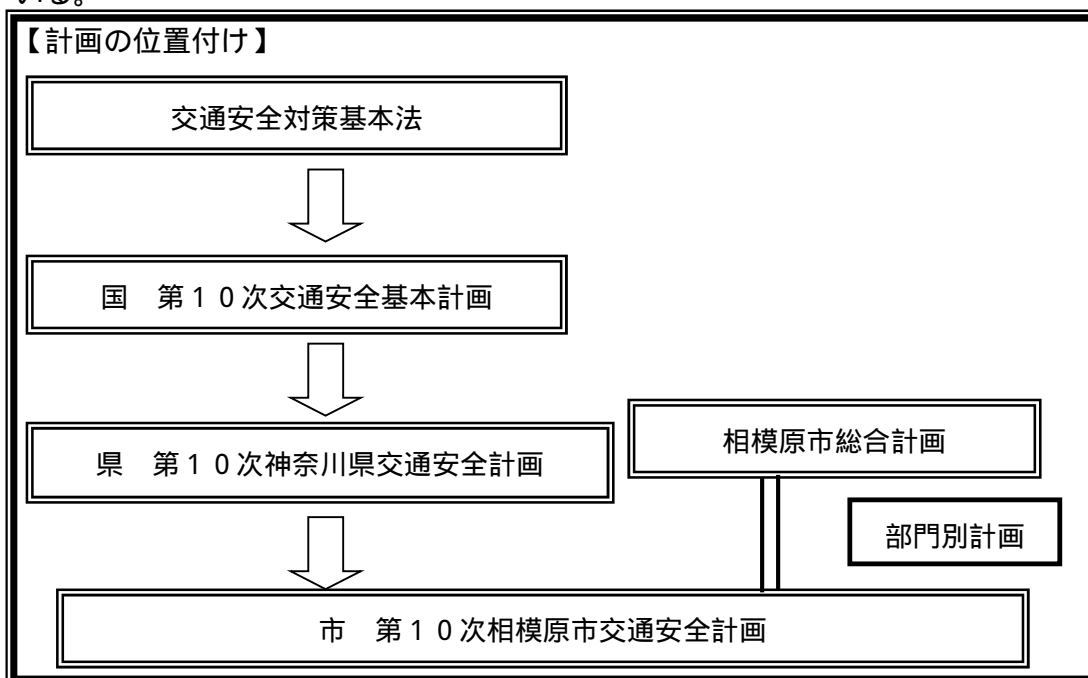 いる。
【計画の位置付け】
交通安全対策基本法
国　第１０次交通安全基本計画
県　第１０次神奈川県交通安全計画
相模原市総合計画
部門別計画
市　第１０次相模原市交通安全計画